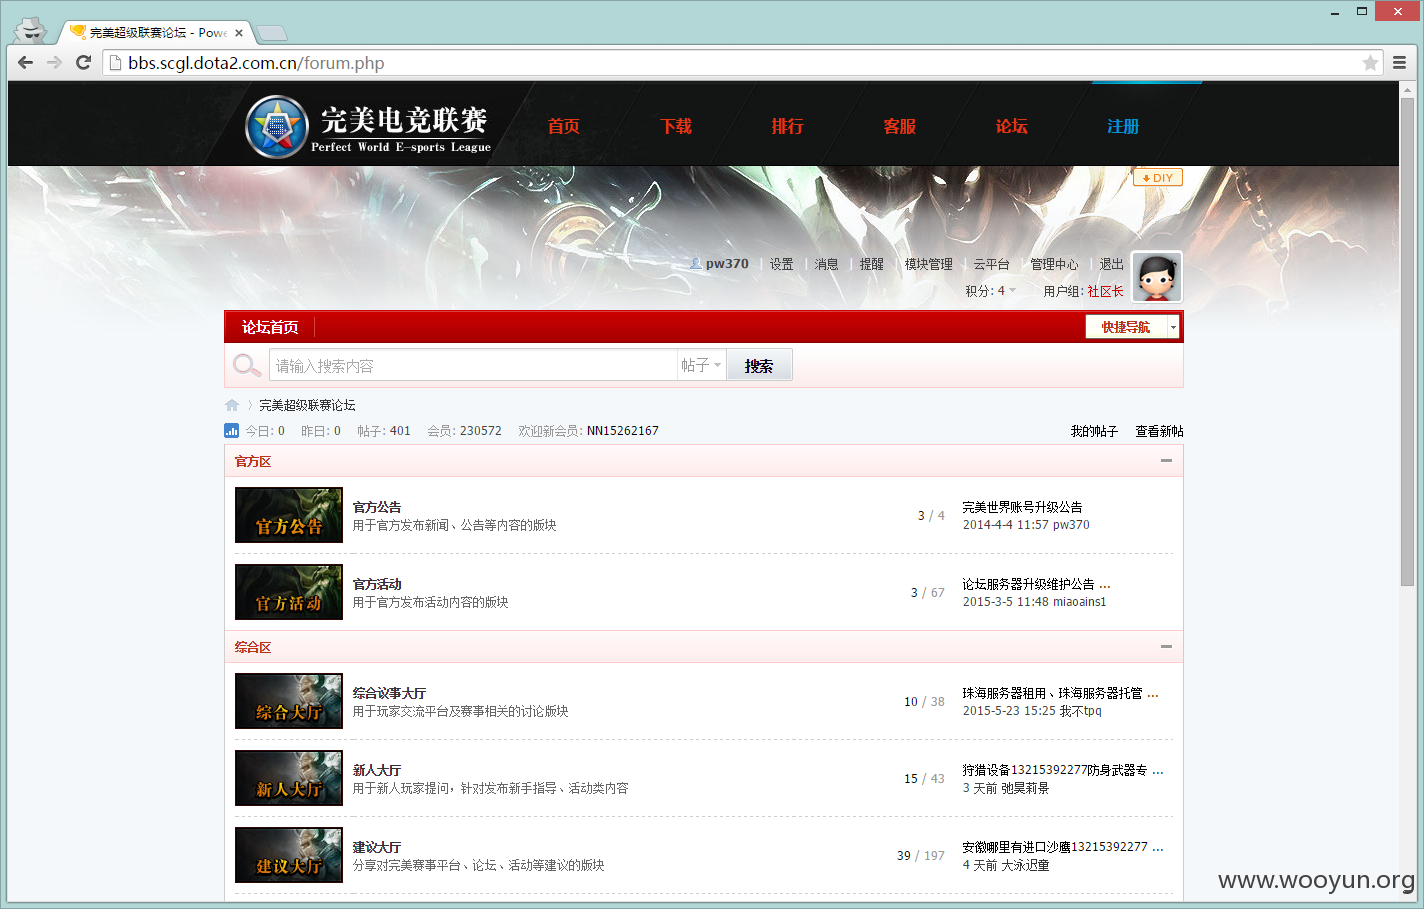 完美超级联赛论坛 - Powe
bbs.scgl.dota2.com.cn/forum.php
完美电竞联赛
Perfect World E-sports League
首页 下载 排行 客服 论坛 注册
DIY
pw370 设置 消息 提醒 模块管理 云平台 管理中心 退出
积分: 4 用户组: 社区长
论坛首页 快捷导航
请输入搜索内容 帖子 搜索
完美超级联赛论坛
今日: 0 昨日: 0 帖子: 401 会员: 230572 欢迎新会员: NN15262167 我的帖子 查看新帖
官方区
官方公告
官方公告 3 / 4 完美世界账号升级公告
用于官方发布新闻、公告等内容的版块 2014-4-4 11:57 pw370
官方活动
官方活动 3 / 67 论坛服务器升级维护公告 ...
用于官方发布活动内容的版块 2015-3-5 11:48 miaoains1
综合区
综合大厅
综合议事大厅 10 / 38 珠海服务器租用、珠海服务器托管 ...
用于玩家交流平台及赛事相关的讨论版块 2015-5-23 15:25 我不tpq
新人大厅
新人大厅 15 / 43 狩猎设备13215392277防身武器专 ...
用于新人玩家提问，针对发布新手指导、活动类内容 3 天前 弛昊莉景
建议大厅
建议大厅 39 / 197 安徽哪里有进口沙鷹13215392277 ...
分享对完美赛事平台、论坛、活动等建议的版块 4 天前 大泳迟童
www.wooyun.org